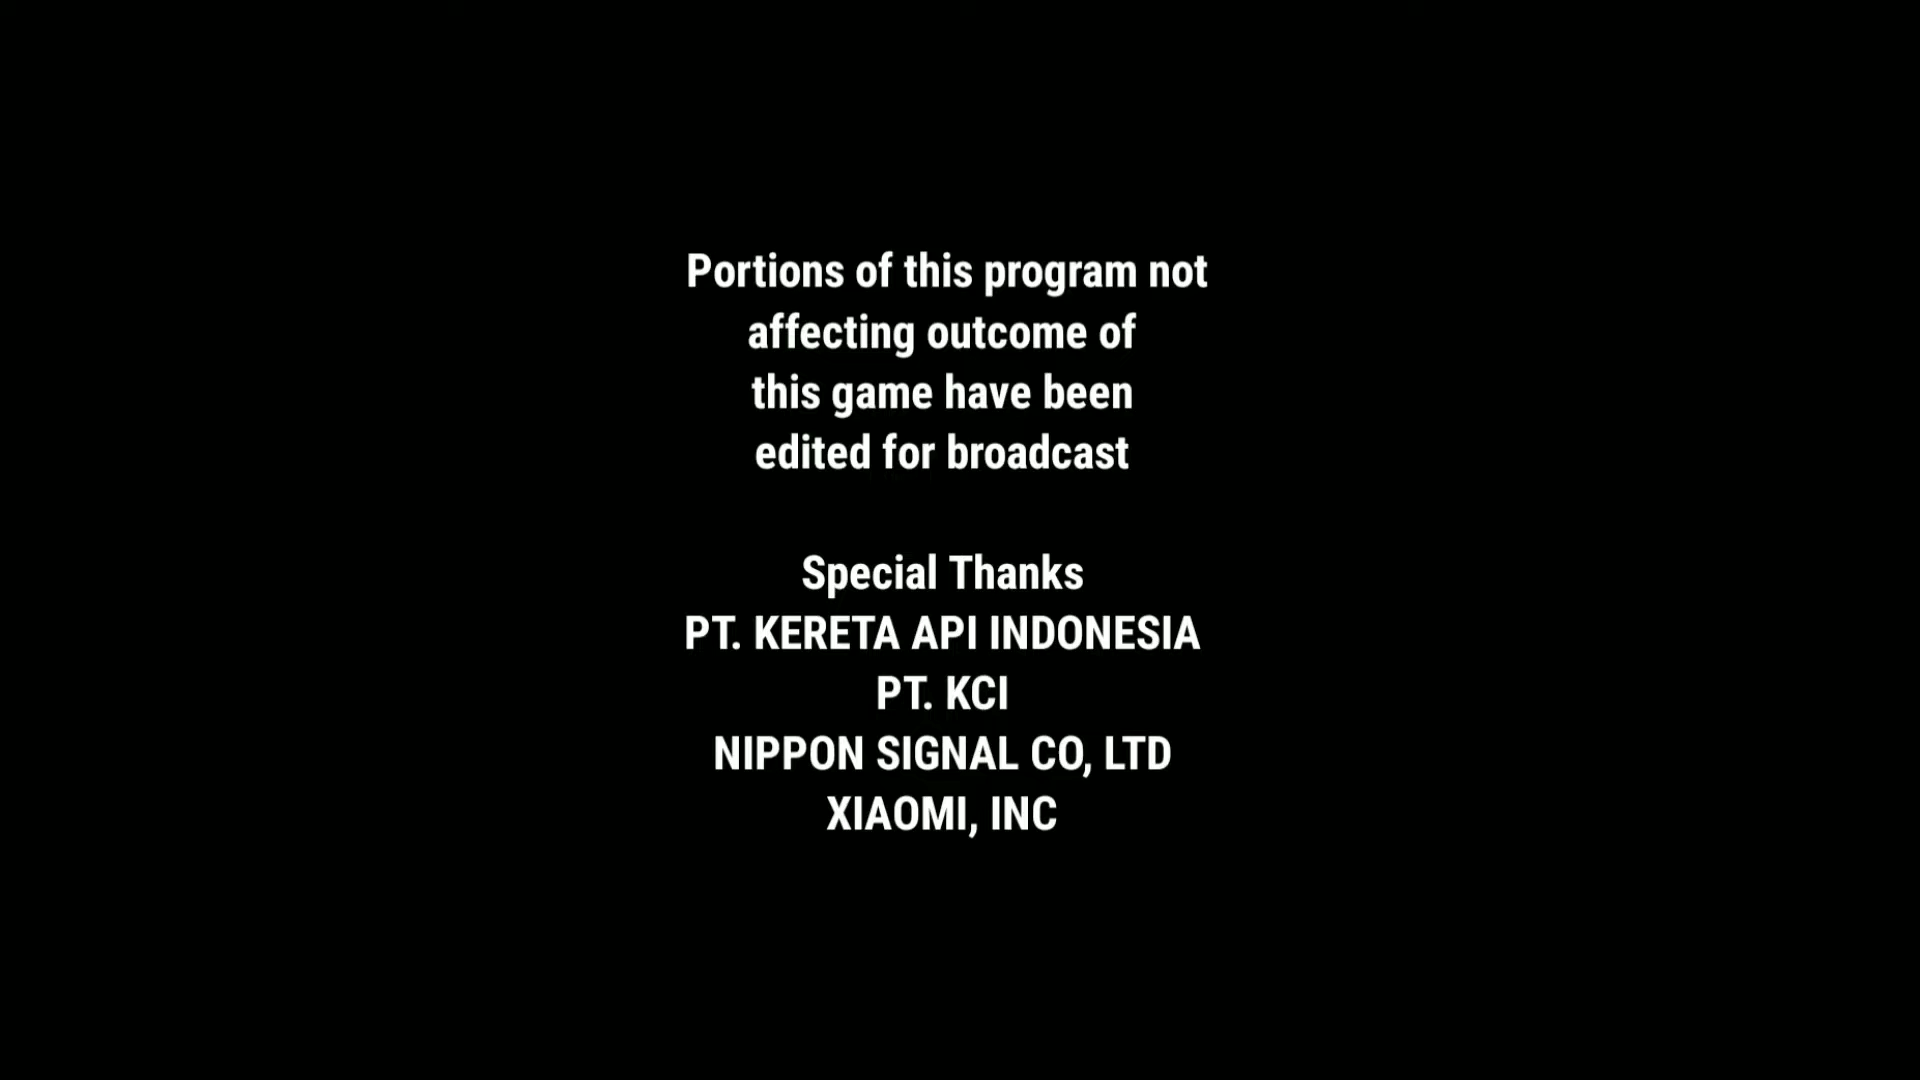 Portions of this program not
affecting outcome of
this game have been
edited for broadcast
Special Thanks
PT. KERETA API INDONESIA
PT. KCI
NIPPON SIGNAL CO, LTD
XIAOMI, INC